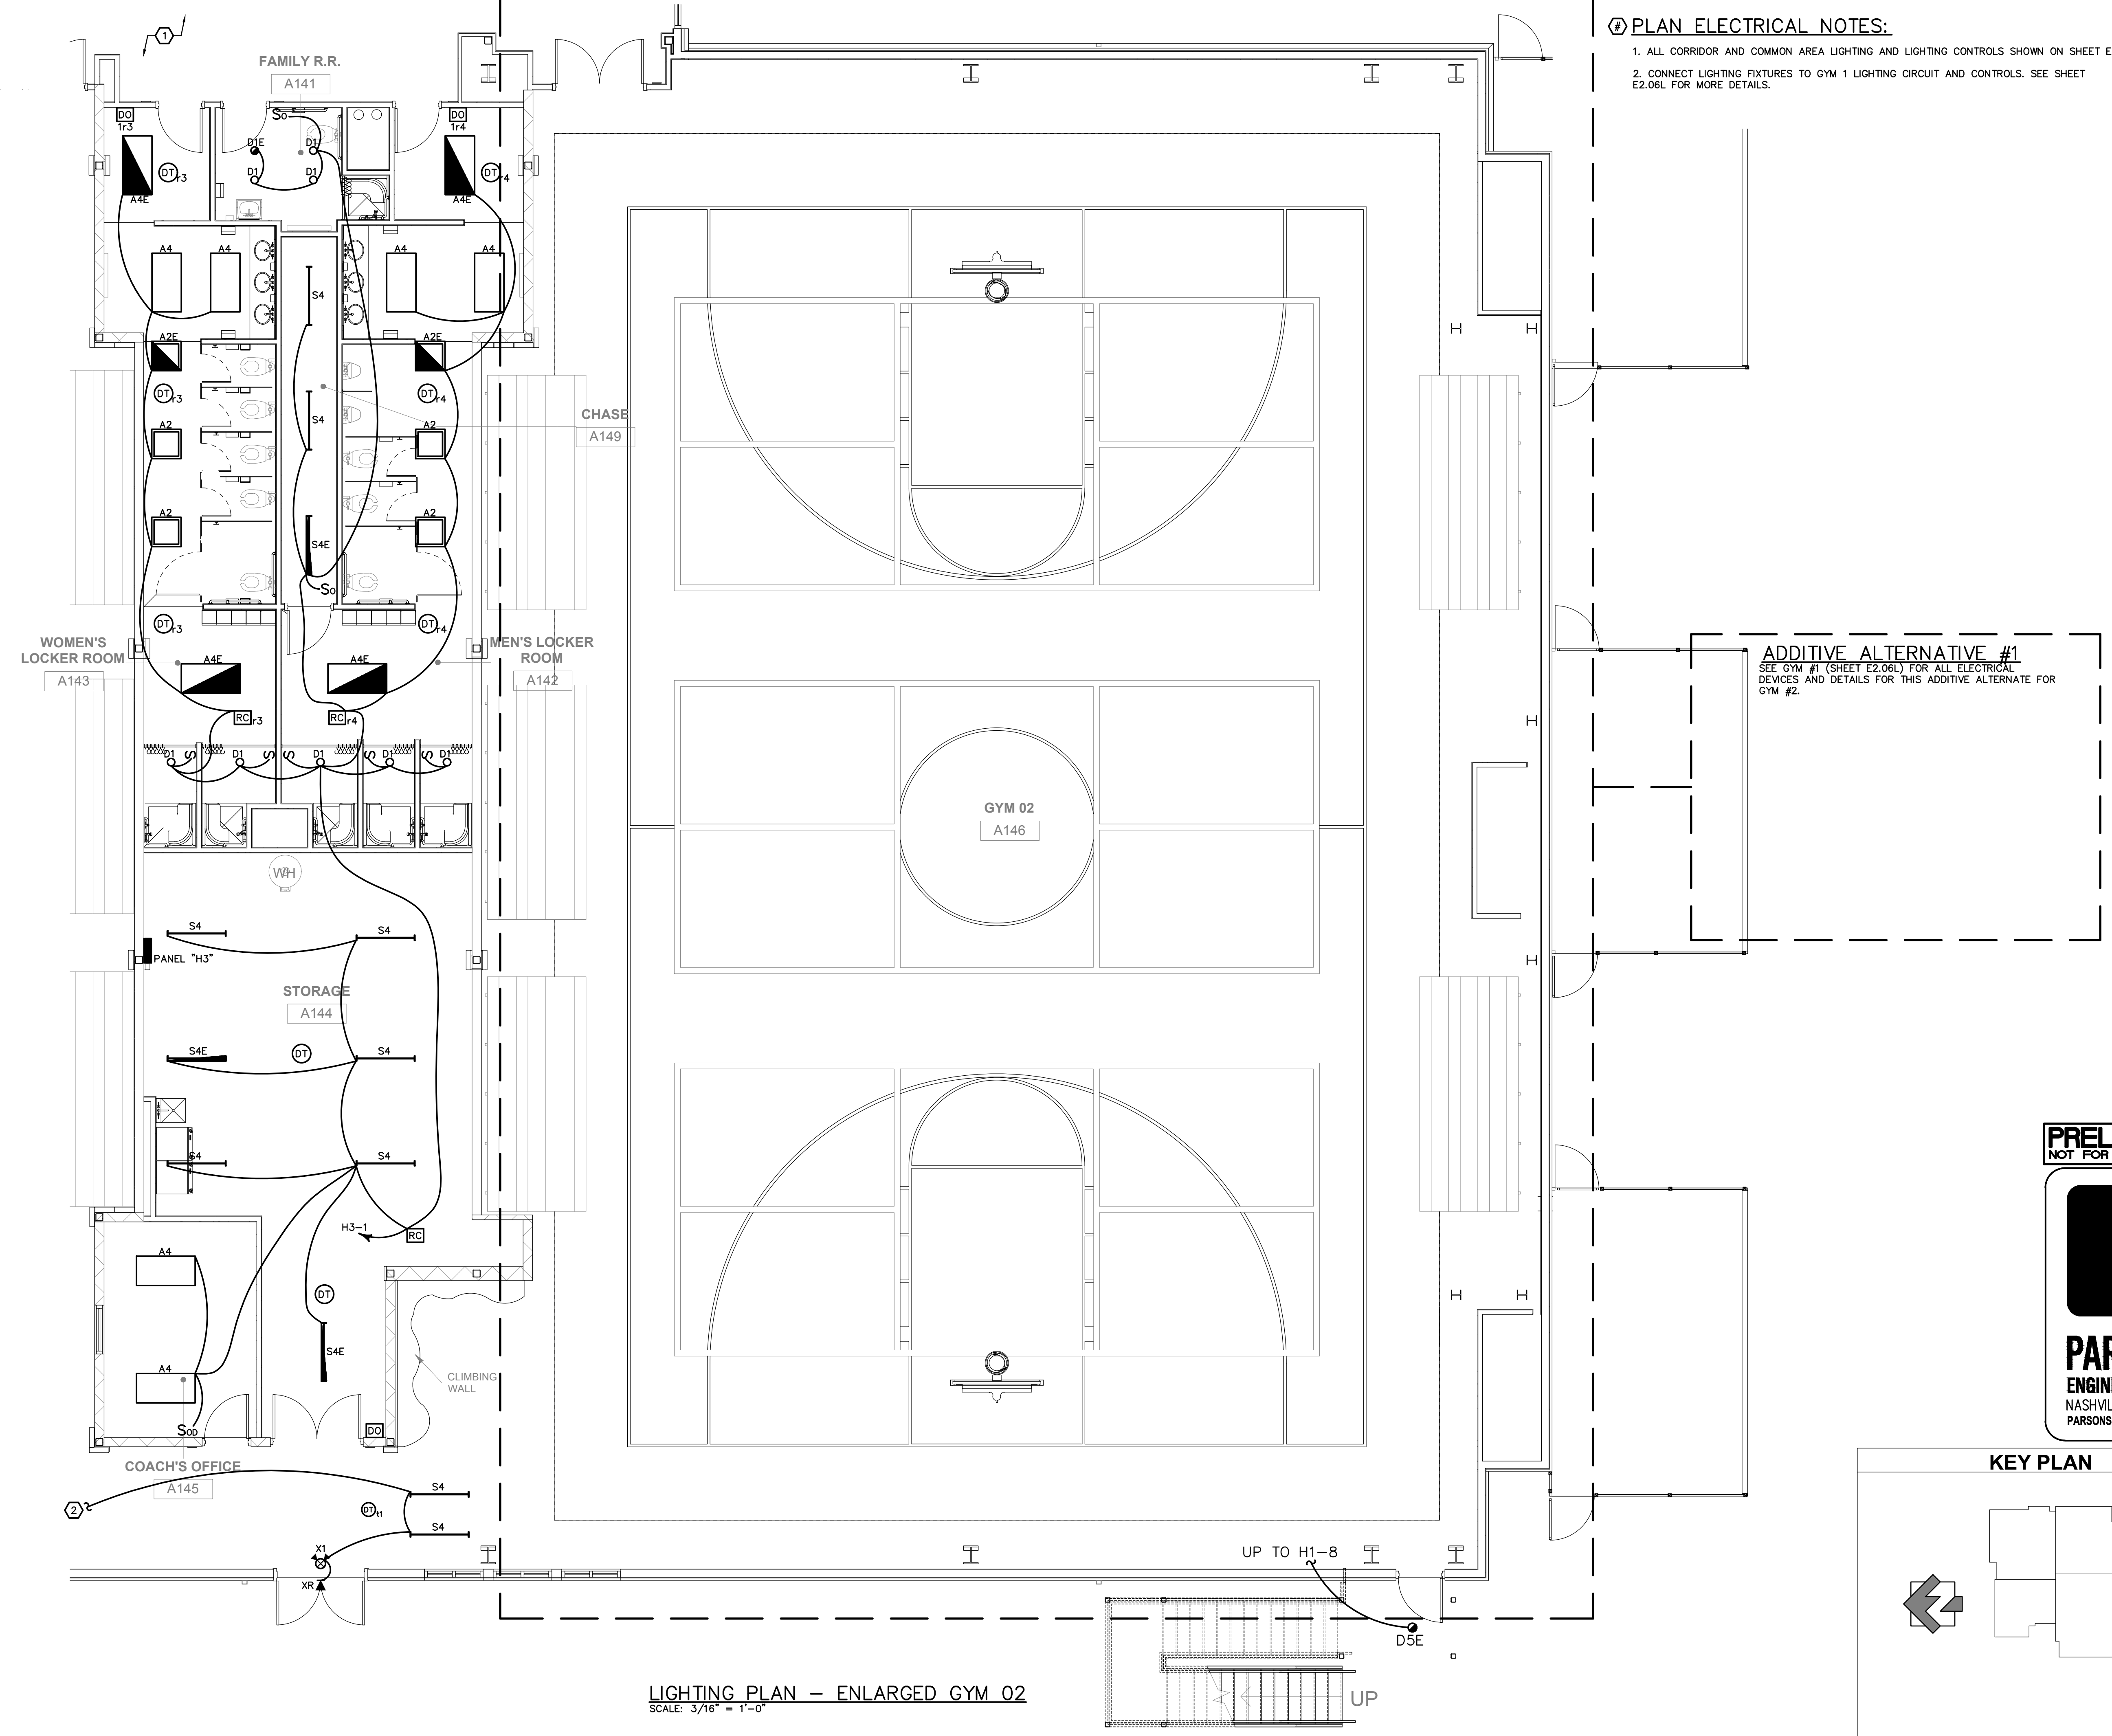 # PLAN ELECTRICAL NOTES:
1. ALL CORRIDOR AND COMMON AREA LIGHTING AND LIGHTING CONTROLS SHOWN ON SHEET E
2. CONNECT LIGHTING FIXTURES TO GYM 1 LIGHTING CIRCUIT AND CONTROLS. SEE SHEET
E2.06L FOR MORE DETAILS.
1
FAMILY R.R.
A141
DO
1r3
SO
DO
1r4
D1E
D1
DT r3
DT r4
D1
D1
A4E
A4E
A4
A4
A4
A4
S4
A2E
DT r3
DT r4
CHASE
A149
S4
A2
A2
A2
A2
S4E
SO
DT r3
DT r4
WOMEN'S
LOCKER ROOM
A143
MEN'S LOCKER
ROOM
A142
A4E
A4E
RC r3
RC r4
D1
S
D1
S
S
D1
S
D1
S
D1
WH
S4
S4
PANEL "H3"
STORAGE
A144
S4E
DT
S4
S4
S4
H3-1
RC
A4
DT
S4E
A4
CLIMBING
WALL
SOD
DO
COACH'S OFFICE
A145
2
DT t1
S4
S4
X1
XR
GYM 02
A146
ADDITIVE ALTERNATIVE #1
SEE GYM #1 (SHEET E2.06L) FOR ALL ELECTRICAL
DEVICES AND DETAILS FOR THIS ADDITIVE ALTERNATE FOR
GYM #2.
UP TO H1-8
D5E
UP
LIGHTING PLAN - ENLARGED GYM 02
SCALE: 3/16" = 1'-0"
PREL
NOT FOR
PAR
ENGIN
NASHVIL
PARSONS
KEY PLAN